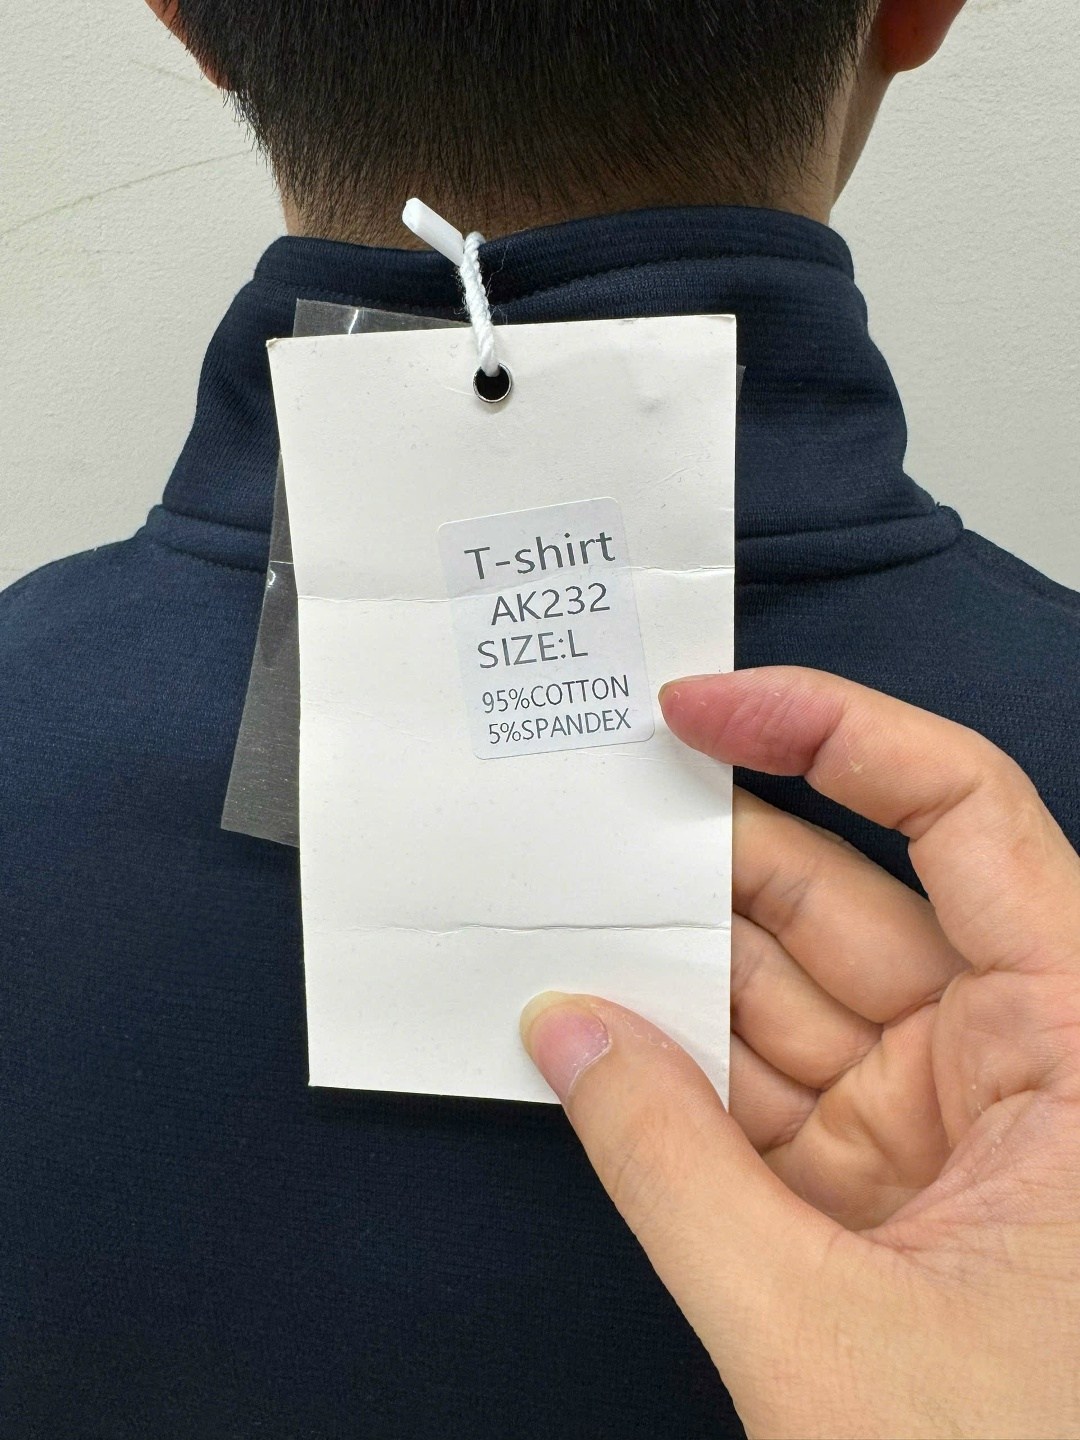 T-shirt
AK232
SIZE:L
95%COTTON
5%SPANDEX